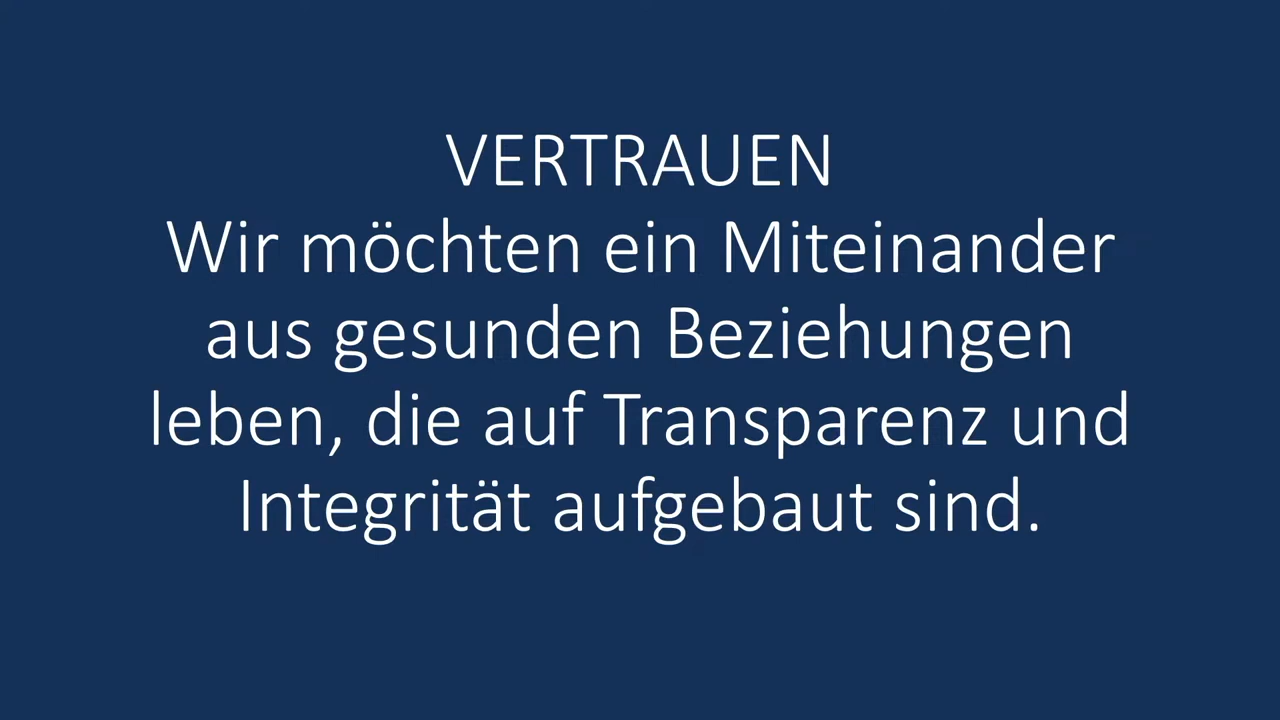 VERTRAUEN
Wir möchten ein Miteinander
aus gesunden Beziehungen
leben, die auf Transparenz und
Integrität aufgebaut sind.